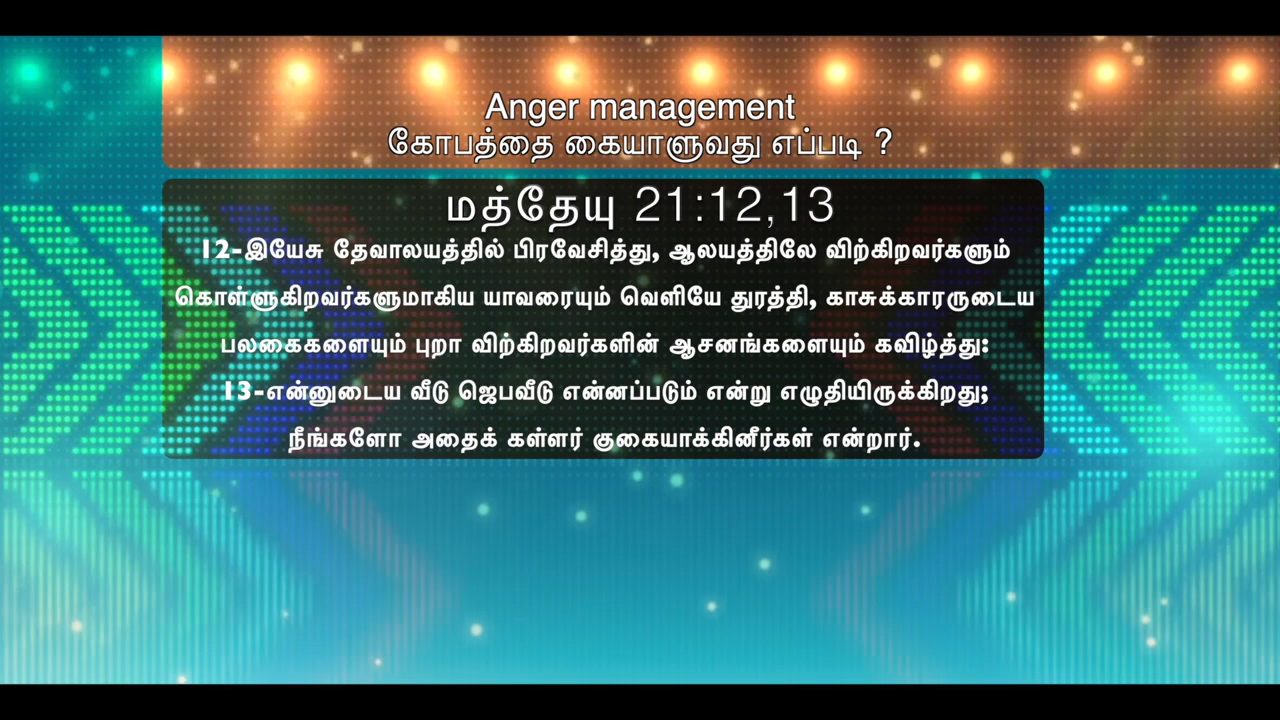 Anger management
கோபத்தை கையாளுவது எப்படி ?
மத்தேயு 21:12,13
12-இயேசு தேவாலயத்தில் பிரவேசித்து, ஆலயத்திலே விற்கிறவர்களும்
கொள்ளுகிறவர்களுமாகிய யாவரையும் வெளியே துரத்தி, காசுக்காரருடைய
பலகைகளையும் புறா விற்கிறவர்களின் ஆசனங்களையும் கவிழ்த்து:
13-என்னுடைய வீடு ஜெபவீடு என்னப்படும் என்று எழுதியிருக்கிறது;
நீங்களோ அதைக் கள்ளர் குகையாக்கினீர்கள் என்றார்.